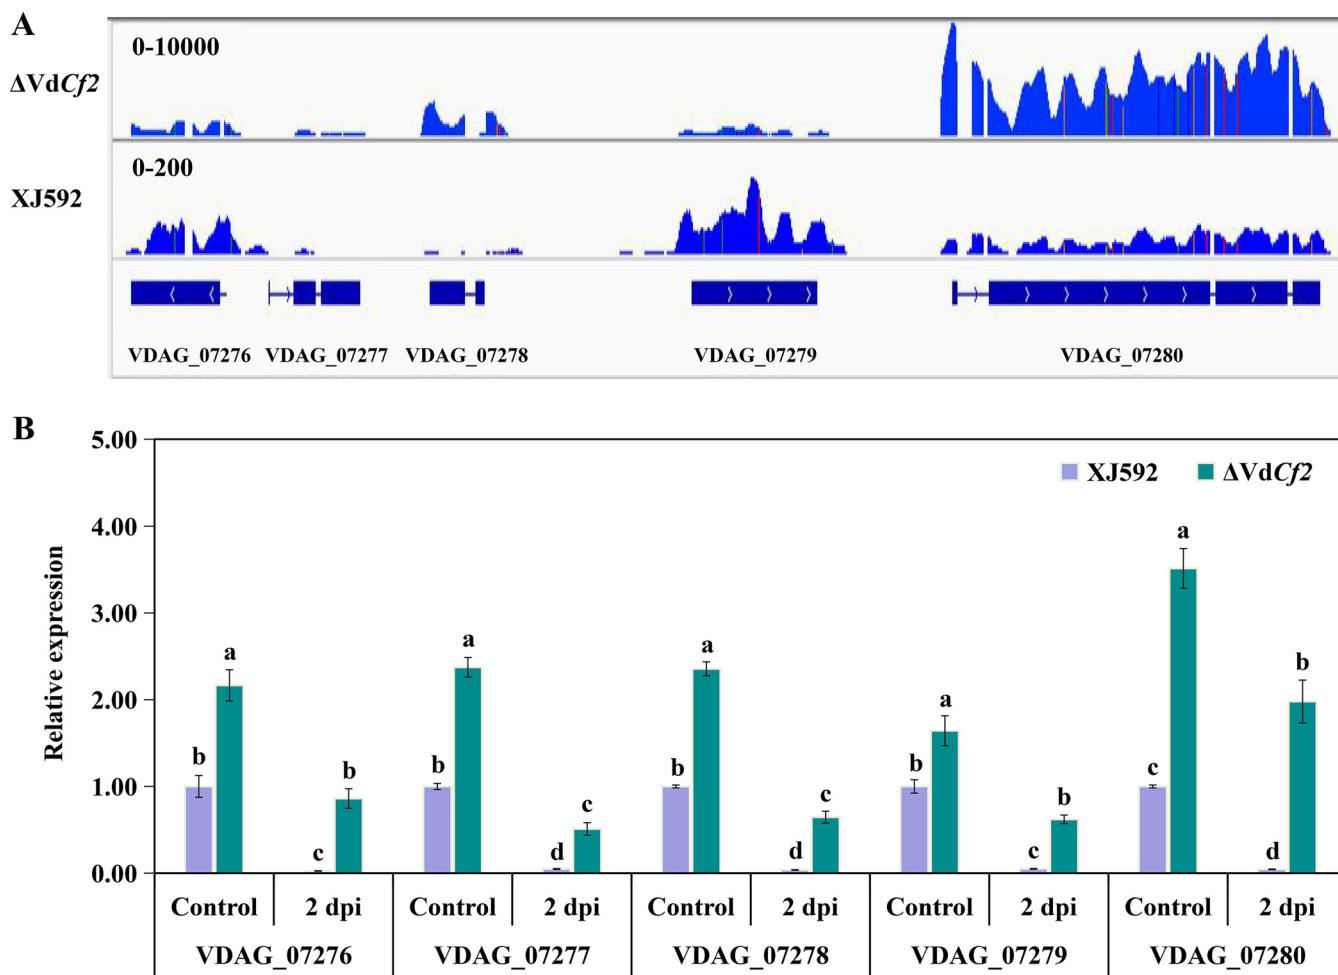 A
0-10000
ΔVdCf2
0-200
XJ592
VDAG_07276 VDAG_07277 VDAG_07278 VDAG_07279 VDAG_07280
B
5.00
XJ592 ΔVdCf2
a
4.00
a a
3.00
a
b
a
2.00
b b b b b c
1.00
c c b
c d d c d
0.00
Relative expression
Control 2 dpi Control 2 dpi Control 2 dpi Control 2 dpi Control 2 dpi
VDAG_07276 VDAG_07277 VDAG_07278 VDAG_07279 VDAG_07280